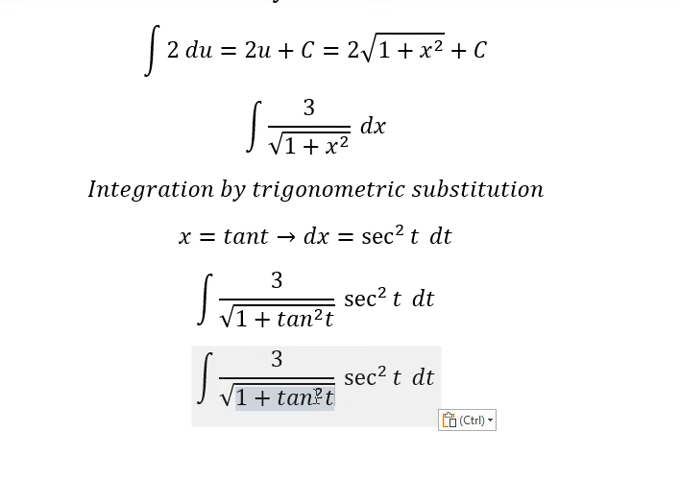 ∫ 2 du = 2u + C = 2√(1 + x²) + C
∫ 3/√(1 + x²) dx
Integration by trigonometric substitution
x = tant → dx = sec² t dt
∫ 3/√(1 + tan²t) sec² t dt
∫ 3/√(1 + tan²t) sec² t dt
(Ctrl)